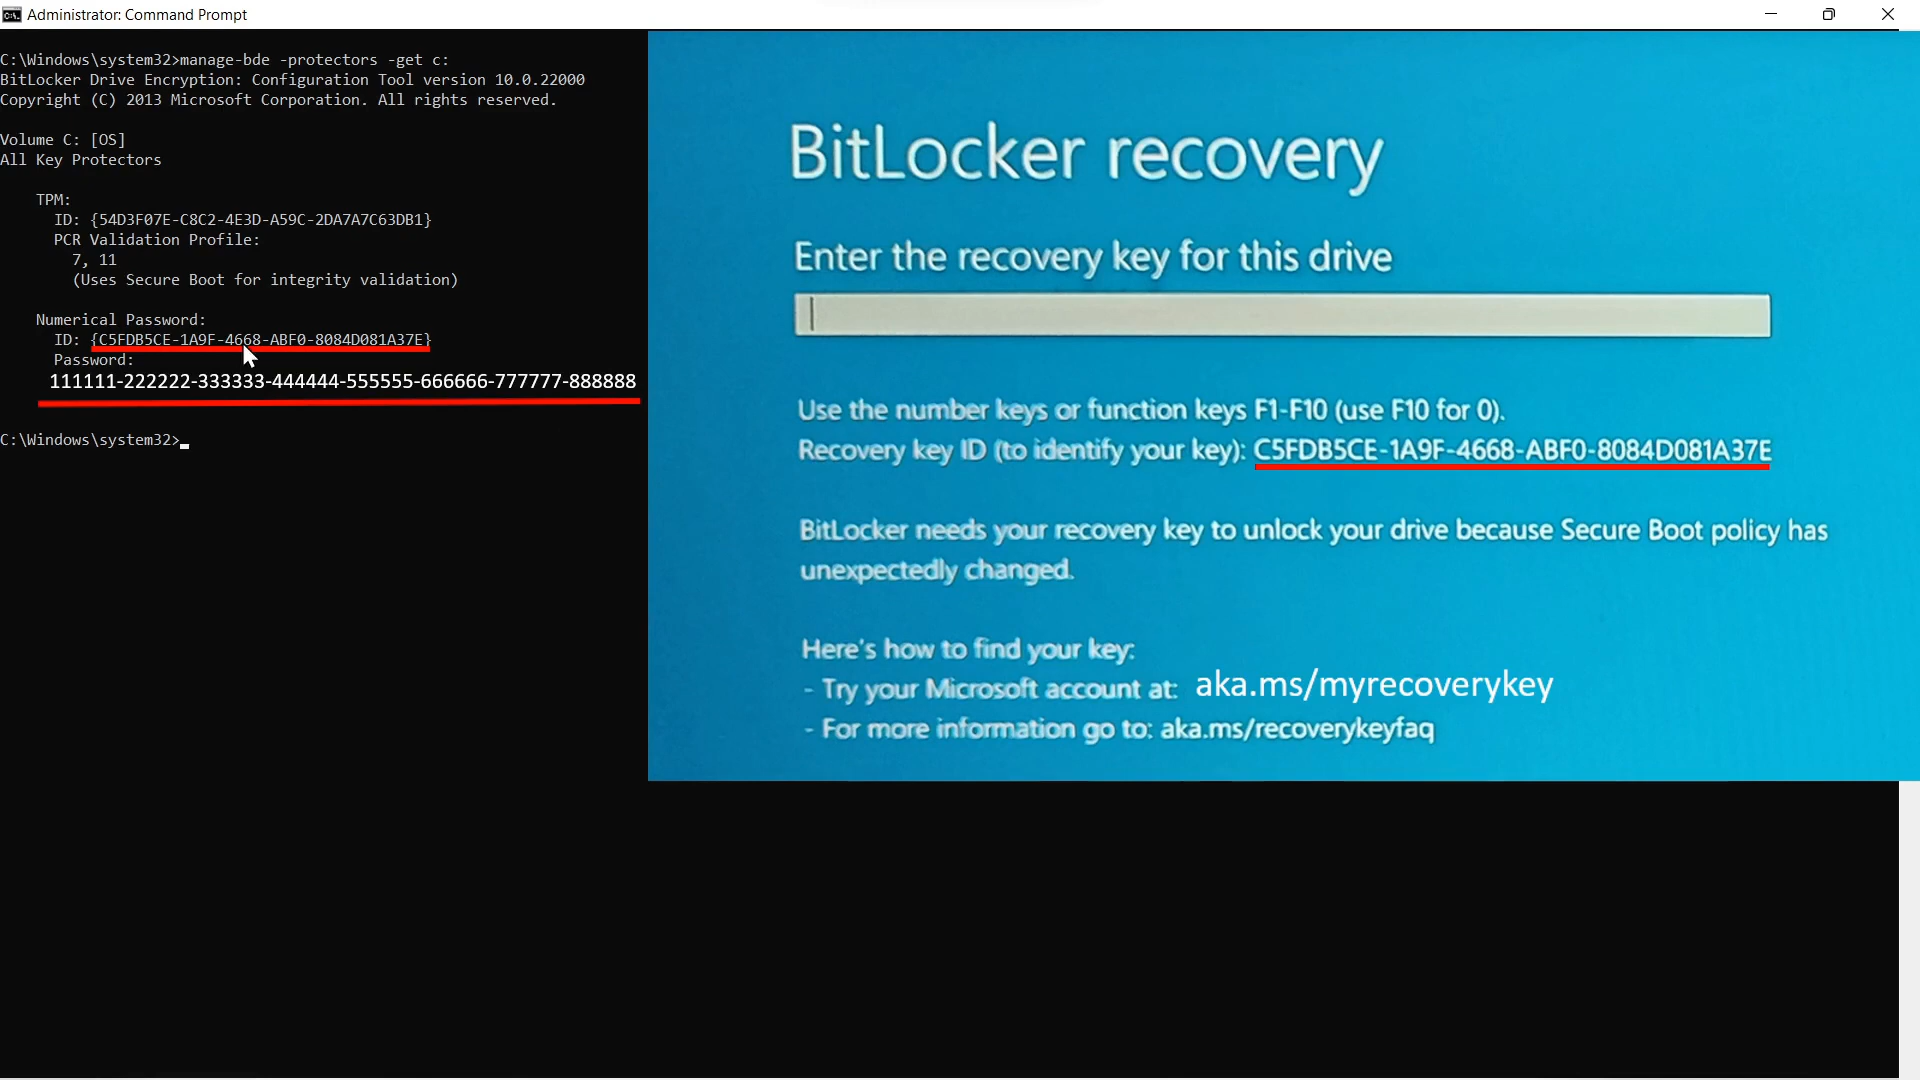 Administrator: Command Prompt
C:\Windows\system32>manage-bde -protectors -get c:
BitLocker Drive Encryption: Configuration Tool version 10.0.22000
Copyright (C) 2013 Microsoft Corporation. All rights reserved.
Volume C: [OS]
All Key Protectors
TPM:
ID: {54D3F07E-C8C2-4E3D-A59C-2DA7A7C63DB1}
PCR Validation Profile:
7, 11
(Uses Secure Boot for integrity validation)
Numerical Password:
ID: {C5FDB5CE-1A9F-4668-ABF0-8084D081A37E}
Password:
111111-222222-333333-444444-555555-666666-777777-888888
C:\Windows\system32>
BitLocker recovery
Enter the recovery key for this drive
Use the number keys or function keys F1-F10 (use F10 for 0).
Recovery key ID (to identify your key): C5FDB5CE-1A9F-4668-ABF0-8084D081A37E
BitLocker needs your recovery key to unlock your drive because Secure Boot policy has
unexpectedly changed.
Here's how to find your key:
- Try your Microsoft account at: aka.ms/myrecoverykey
- For more information go to: aka.ms/recoverykeyfaq